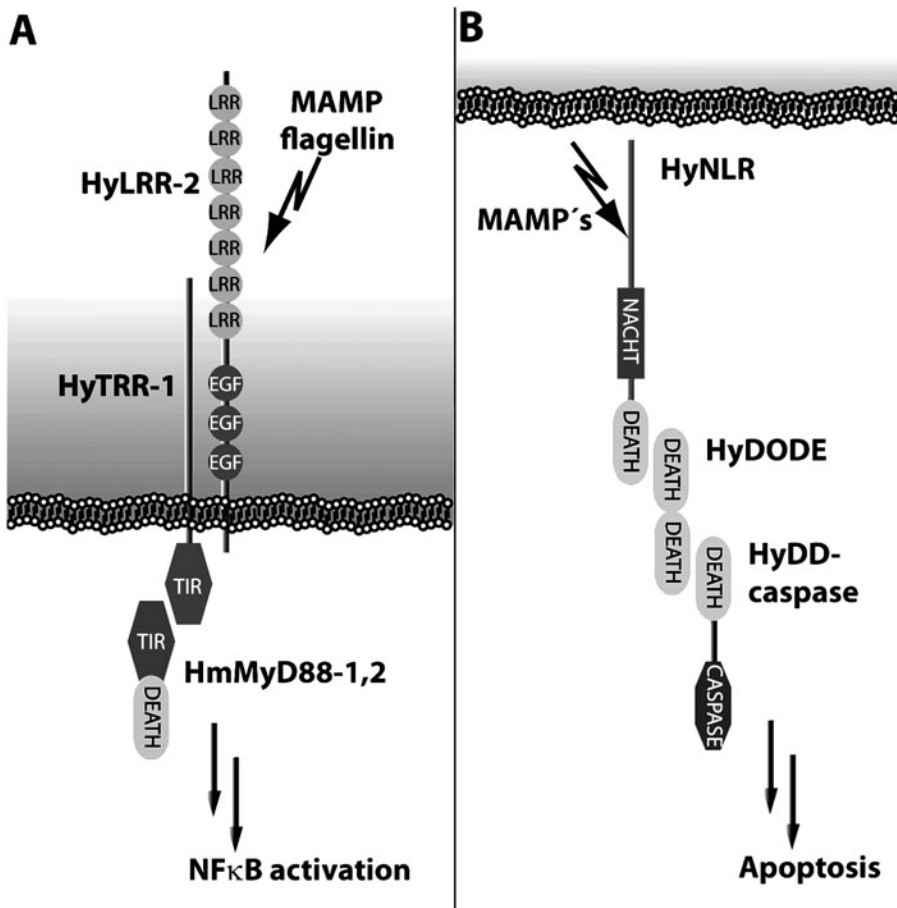 A
MAMP
flagellin
LRR
LRR
LRR
LRR
LRR
LRR
LRR
HyLRR-2
HyTRR-1
EGF
EGF
EGF
TIR
TIR
DEATH
HmMyD88-1,2
NFκB activation
B
HyNLR
MAMP´s
NACHT
DEATH
DEATH
HyDODE
DEATH
DEATH
HyDD-
caspase
CASPASE
Apoptosis